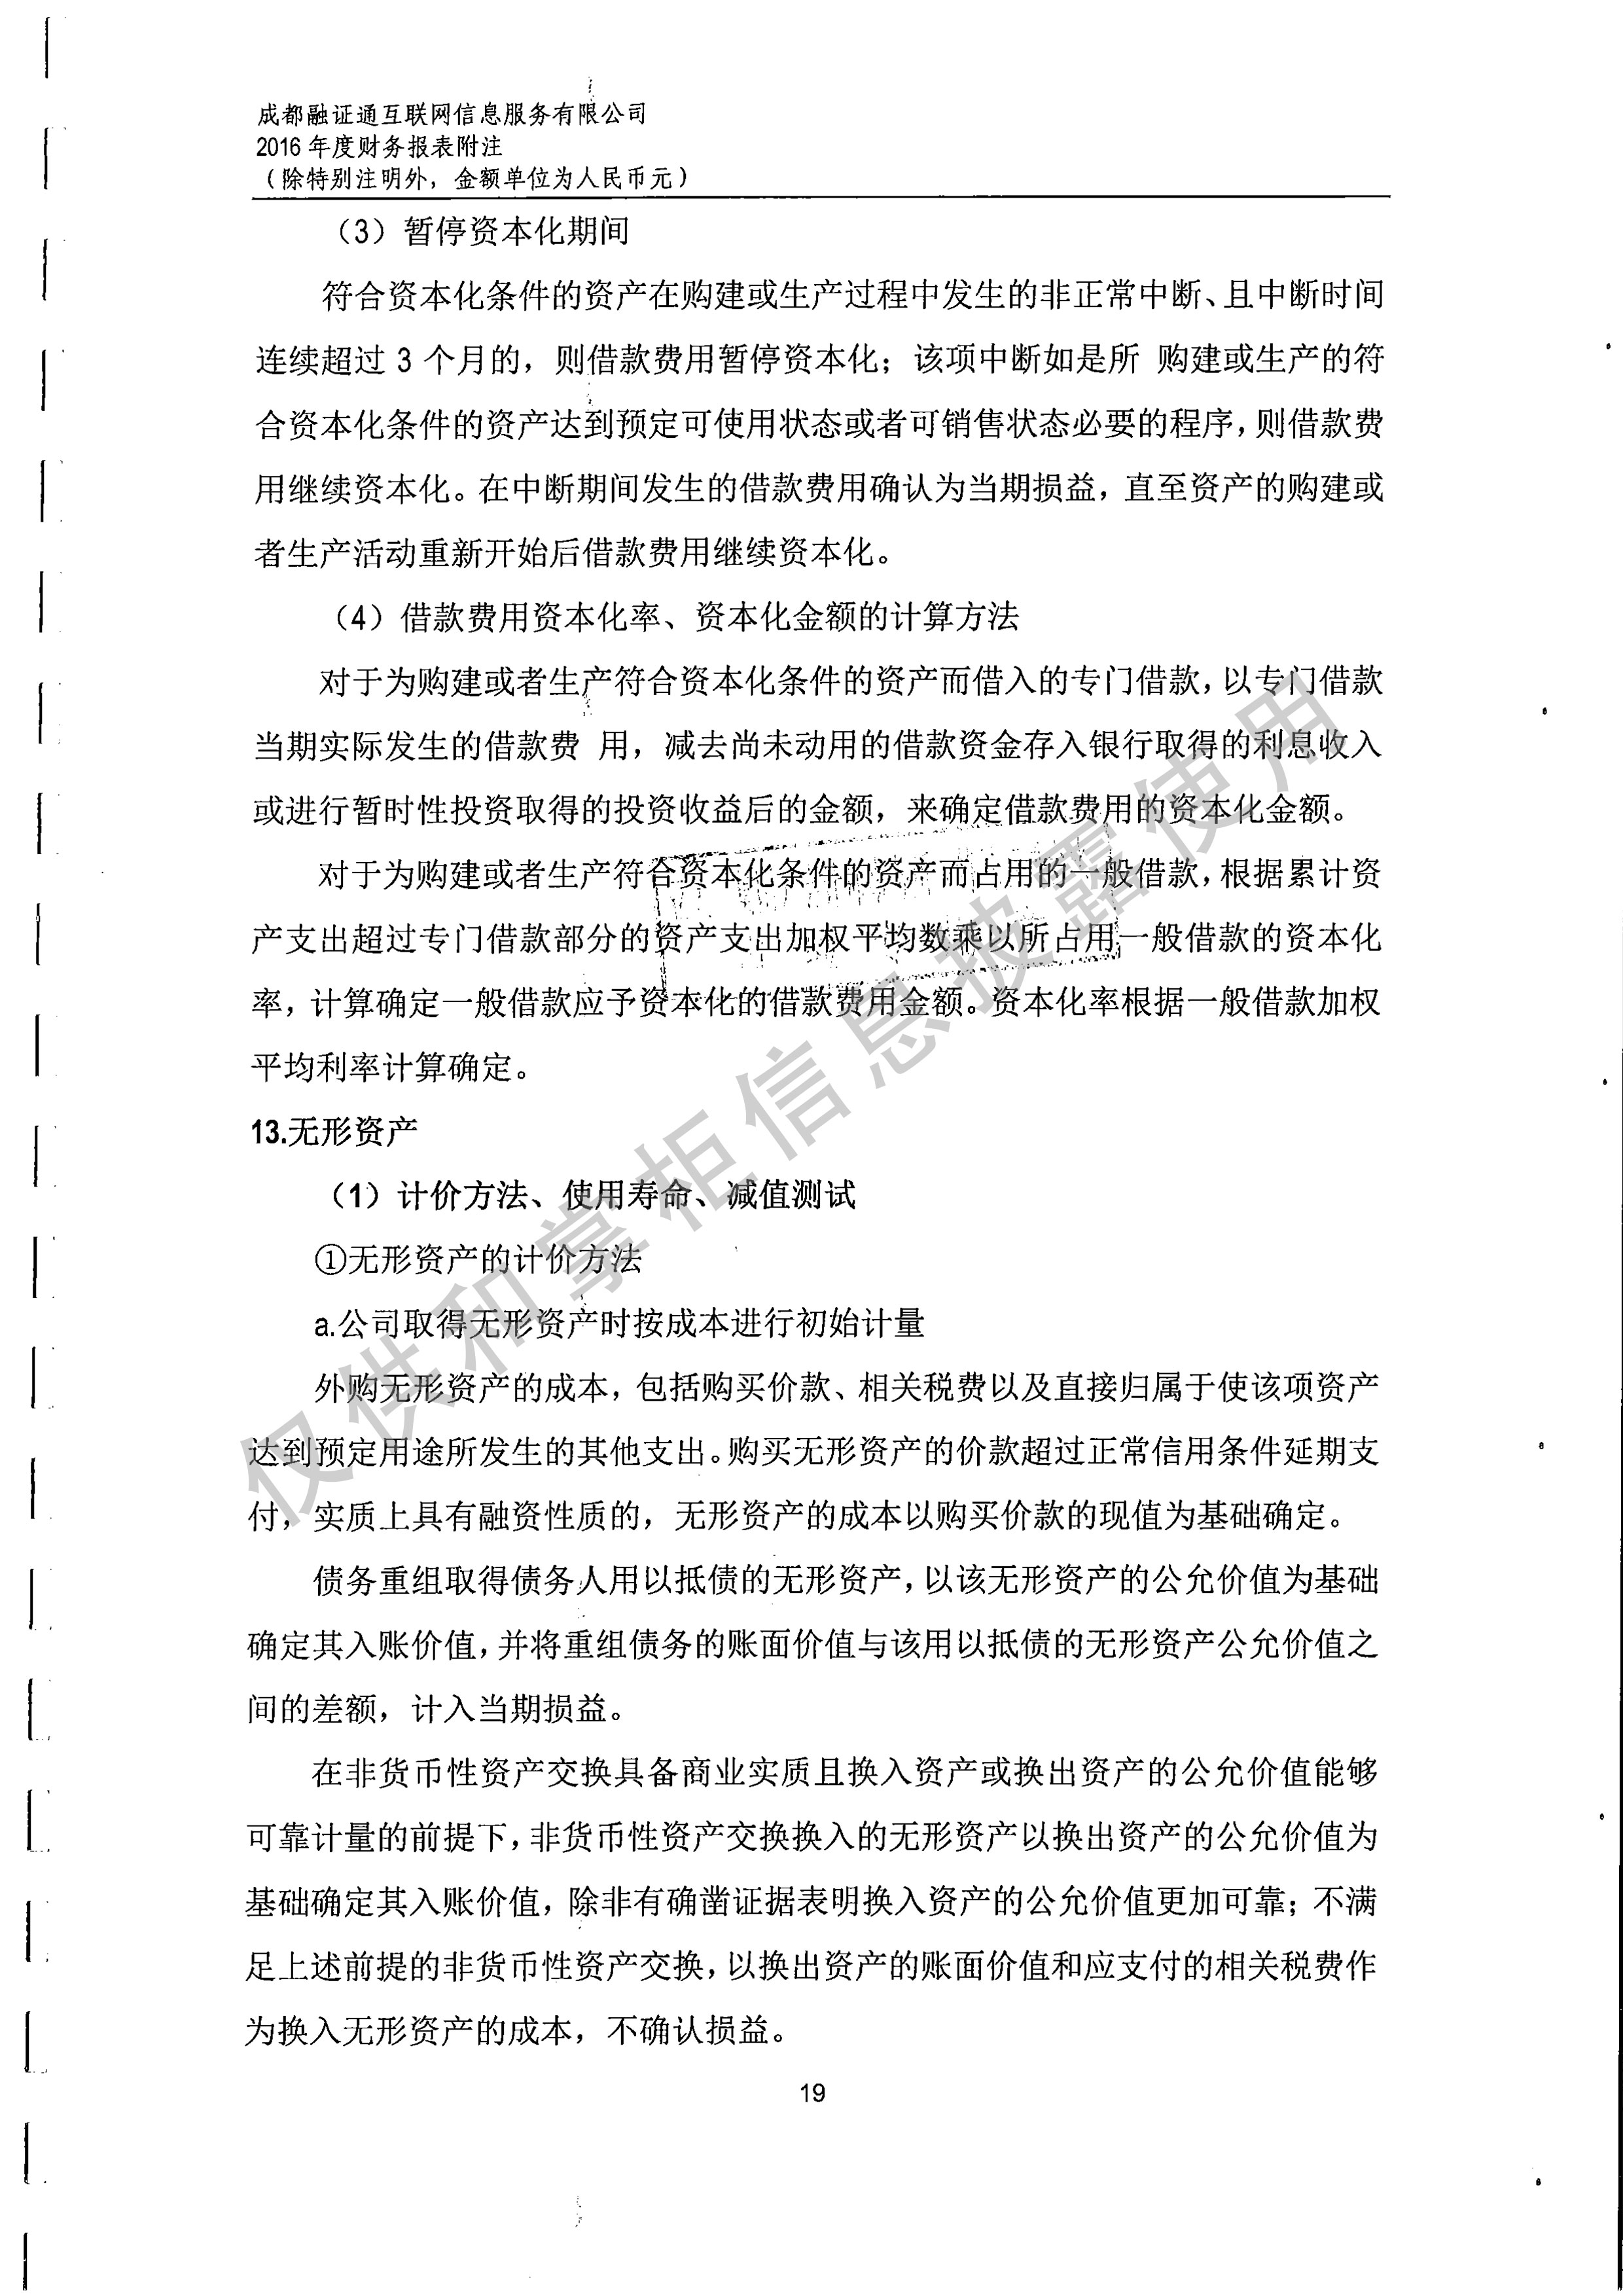 成都融证通互联网信息服务有限公司
2016 年度财务报表附注
（除特别注明外，金额单位为人民币元）
（3）暂停资本化期间
符合资本化条件的资产在购建或生产过程中发生的非正常中断、且中断时间
连续超过 3 个月的，则借款费用暂停资本化；该项中断如是所 购建或生产的符
合资本化条件的资产达到预定可使用状态或者可销售状态必要的程序，则借款费
用继续资本化。在中断期间发生的借款费用确认为当期损益，直至资产的购建或
者生产活动重新开始后借款费用继续资本化。
（4）借款费用资本化率、资本化金额的计算方法
对于为购建或者生产符合资本化条件的资产而借入的专门借款，以专门借款
当期实际发生的借款费 用，减去尚未动用的借款资金存入银行取得的利息收入
或进行暂时性投资取得的投资收益后的金额，来确定借款费用的资本化金额。
对于为购建或者生产符合资本化条件的资产而占用的一般借款，根据累计资
产支出超过专门借款部分的资产支出加权平均数乘以所占用一般借款的资本化
率，计算确定一般借款应予资本化的借款费用金额。资本化率根据一般借款加权
平均利率计算确定。
13.无形资产
（1）计价方法、使用寿命、减值测试
①无形资产的计价方法
a.公司取得无形资产时按成本进行初始计量
外购无形资产的成本，包括购买价款、相关税费以及直接归属于使该项资产
达到预定用途所发生的其他支出。购买无形资产的价款超过正常信用条件延期支
付，实质上具有融资性质的，无形资产的成本以购买价款的现值为基础确定。
债务重组取得债务人用以抵债的无形资产，以该无形资产的公允价值为基础
确定其入账价值，并将重组债务的账面价值与该用以抵债的无形资产公允价值之
间的差额，计入当期损益。
在非货币性资产交换具备商业实质且换入资产或换出资产的公允价值能够
可靠计量的前提下，非货币性资产交换换入的无形资产以换出资产的公允价值为
基础确定其入账价值，除非有确凿证据表明换入资产的公允价值更加可靠；不满
足上述前提的非货币性资产交换，以换出资产的账面价值和应支付的相关税费作
为换入无形资产的成本，不确认损益。
19
仅供和掌柜信息披露使用